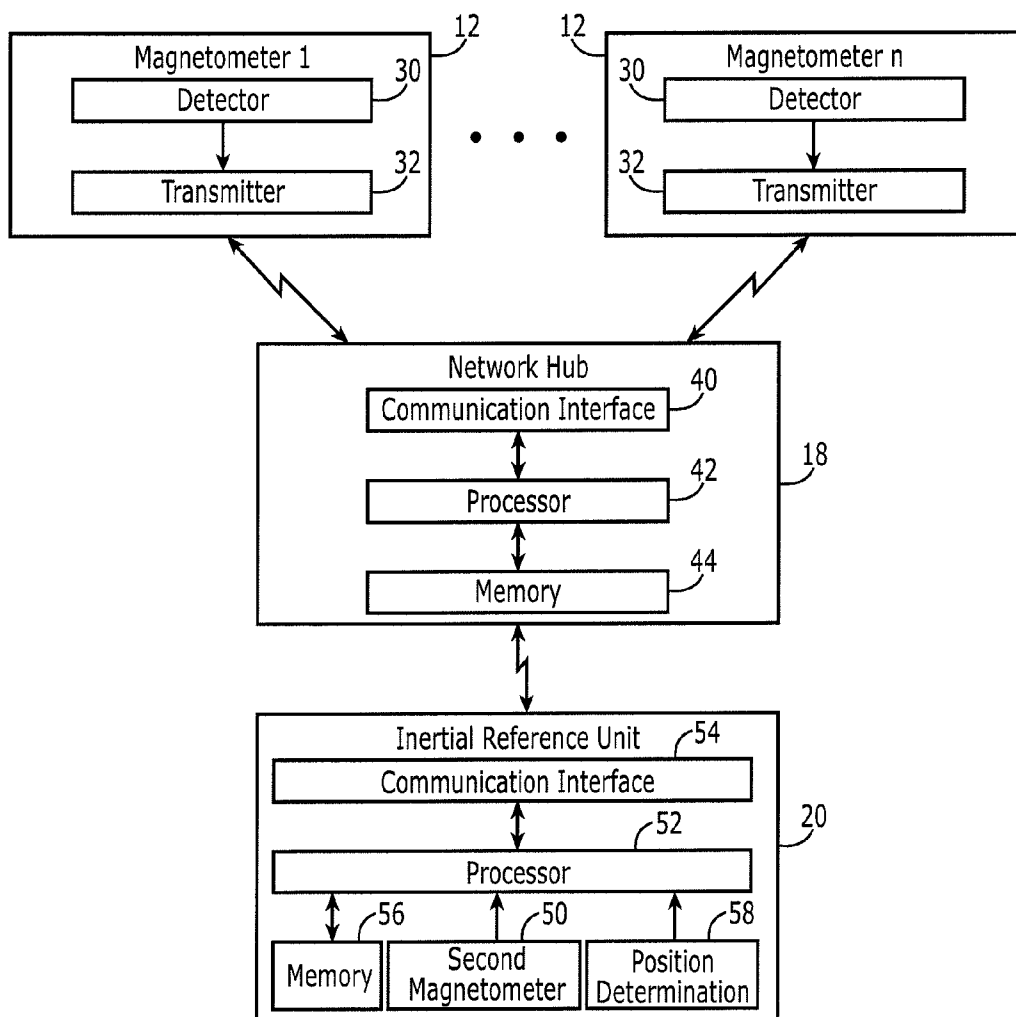 12
12
Magnetometer 1
Magnetometer n
30
30
Detector
Detector
32
32
Transmitter
Transmitter
Network Hub
40
Communication Interface
42
18
Processor
44
Memory
Inertial Reference Unit
54
Communication Interface
52
20
Processor
56
50
58
Memory
Second
Magnetometer
Position
Determination